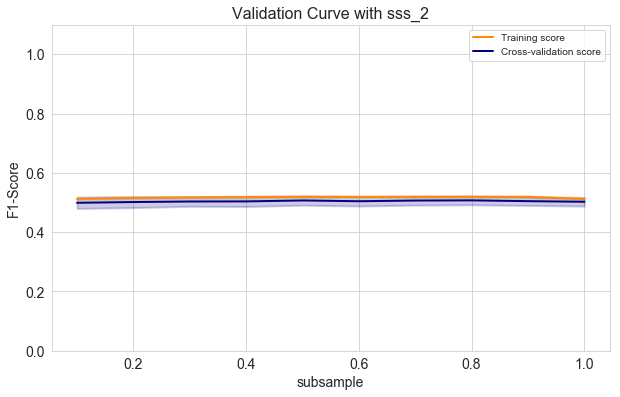 Validation Curve with sss_2
Training score
Cross-validation score
F1-Score
1.0
0.8
0.6
0.4
0.2
0.0
0.2
0.4
0.6
0.8
1.0
subsample